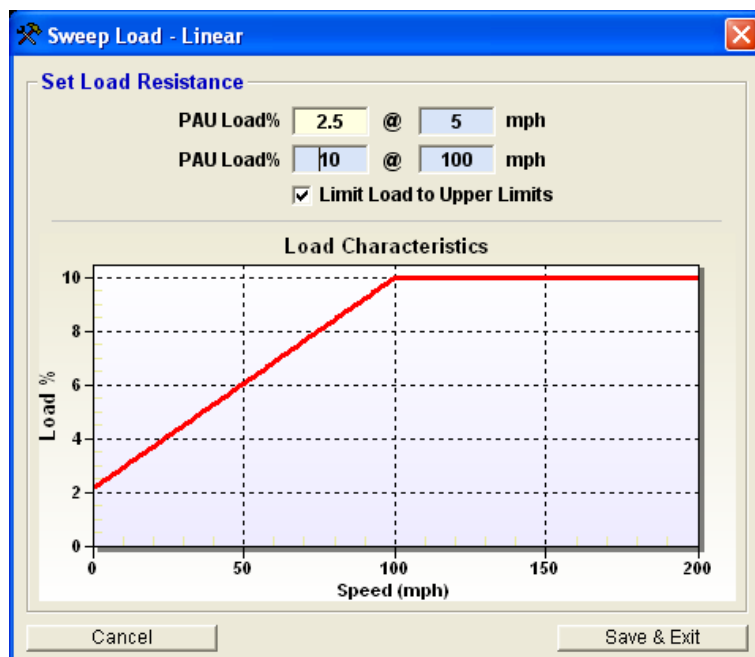 Sweep Load - Linear
Set Load Resistance
PAU Load% 2.5 @ 5 mph
PAU Load% 10 @ 100 mph
Limit Load to Upper Limits
Load Characteristics
10
8
6
4
2
0
Load %
0 50 100 150 200
Speed (mph)
Cancel Save & Exit